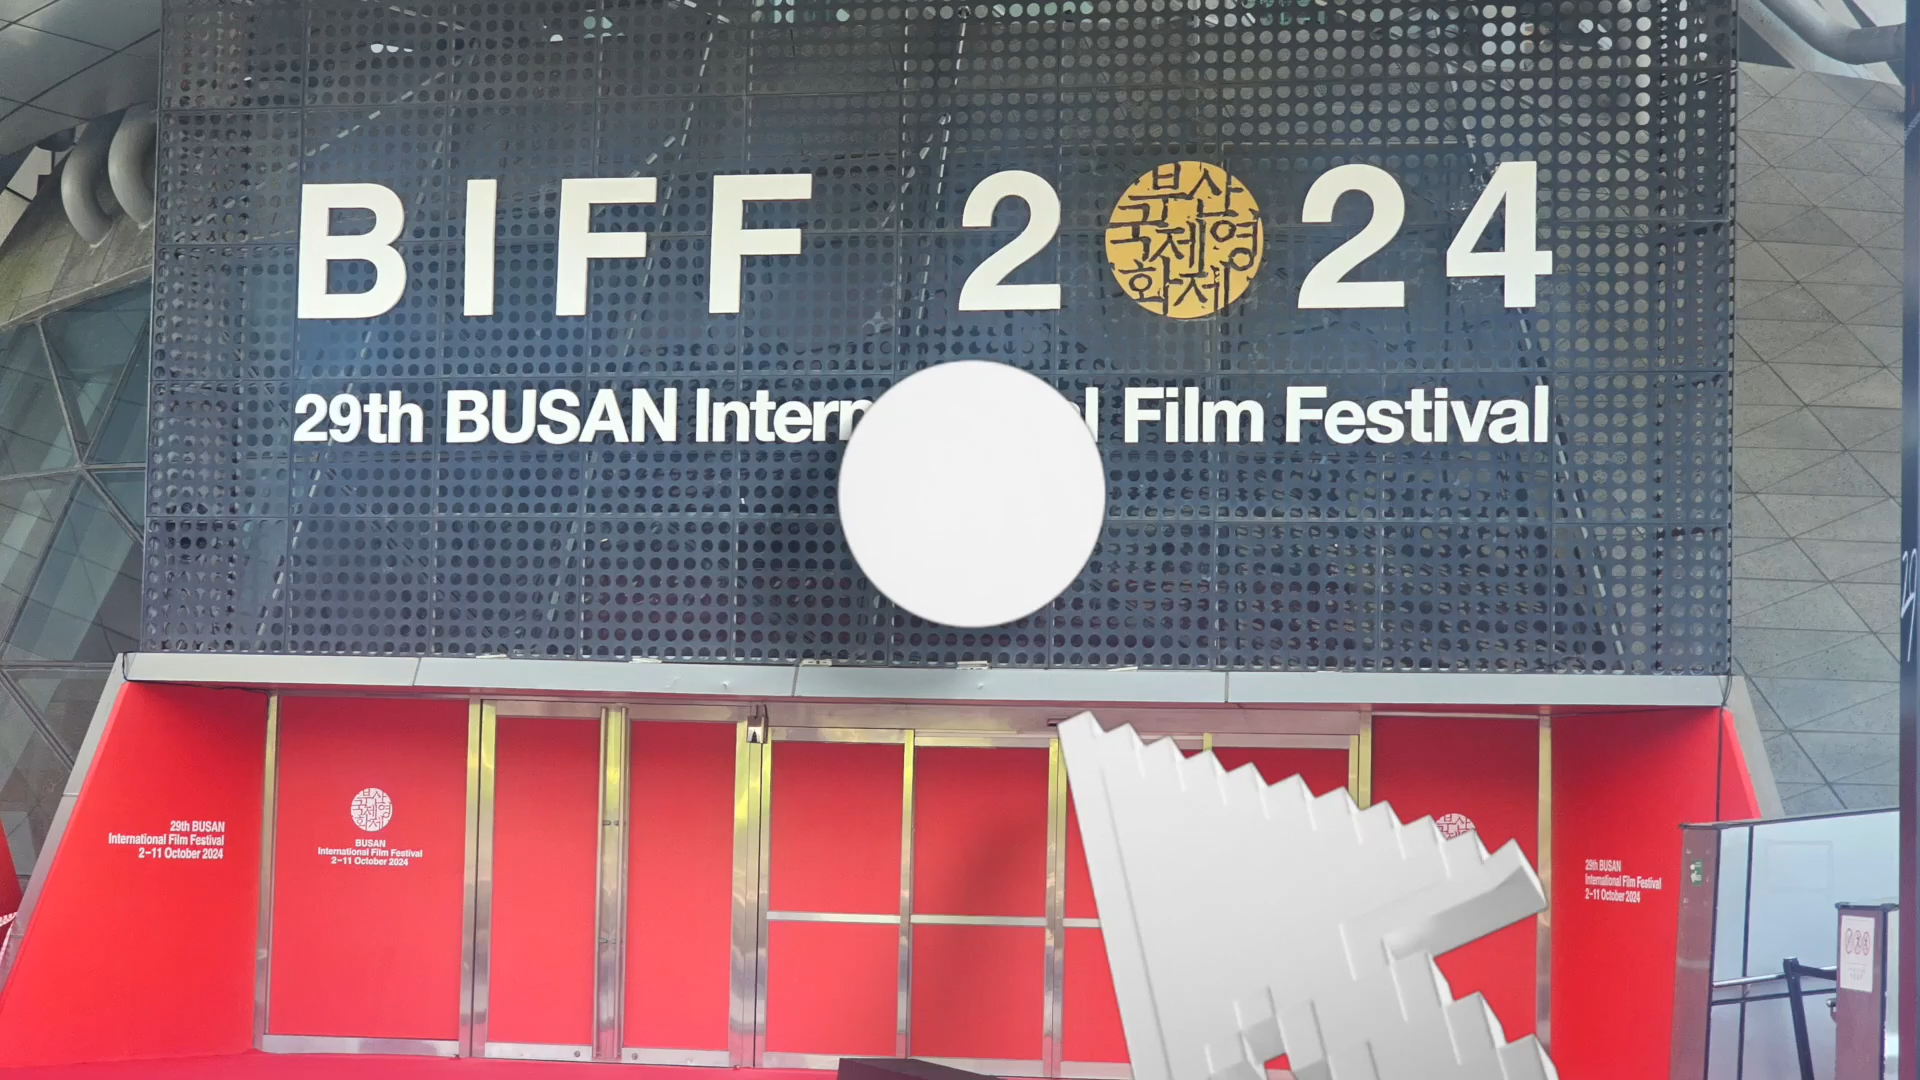 BIFF 2024
부산
국제영
화제
29th BUSAN Intern l Film Festival
29th BUSAN
International Film Festival
2–11 October 2024
부산
국제영
화제
BUSAN
International Film Festival
2–11 October 2024
29th BUSAN
International Film Festival
2–11 October 2024